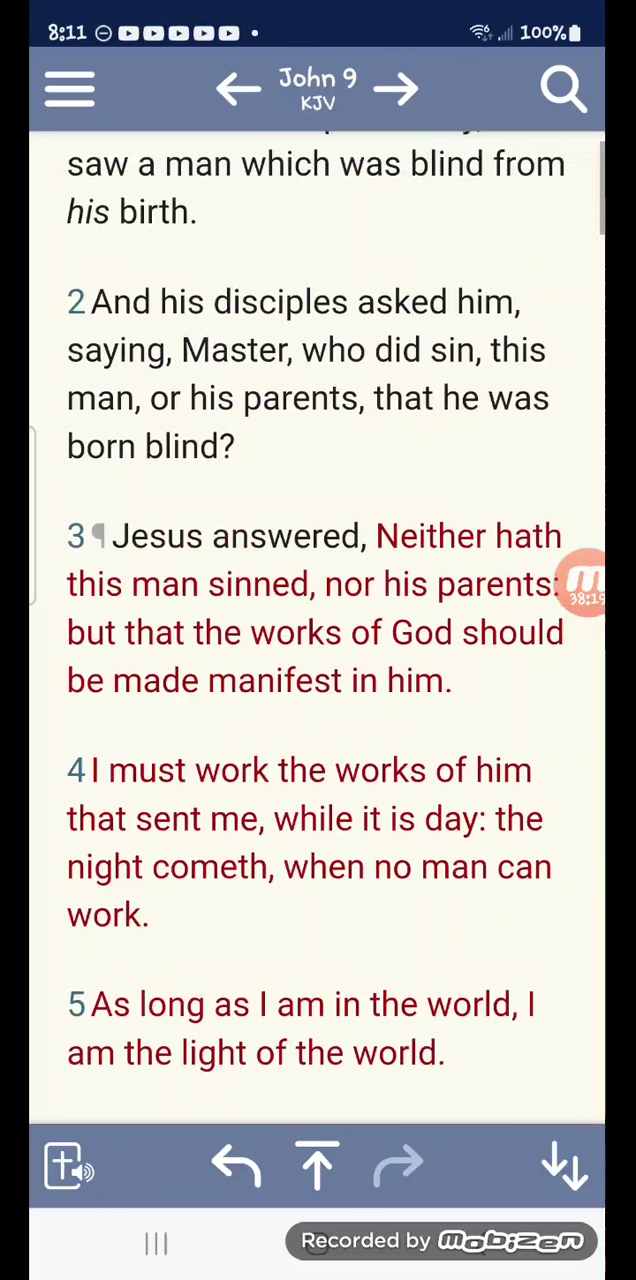 8:11
100%
John 9
KJV
saw a man which was blind from
his birth.
2 And his disciples asked him,
saying, Master, who did sin, this
man, or his parents, that he was
born blind?
3 ¶ Jesus answered, Neither hath
this man sinned, nor his parents:
but that the works of God should
be made manifest in him.
38:19
4 I must work the works of him
that sent me, while it is day: the
night cometh, when no man can
work.
5 As long as I am in the world, I
am the light of the world.
Recorded by mobizen